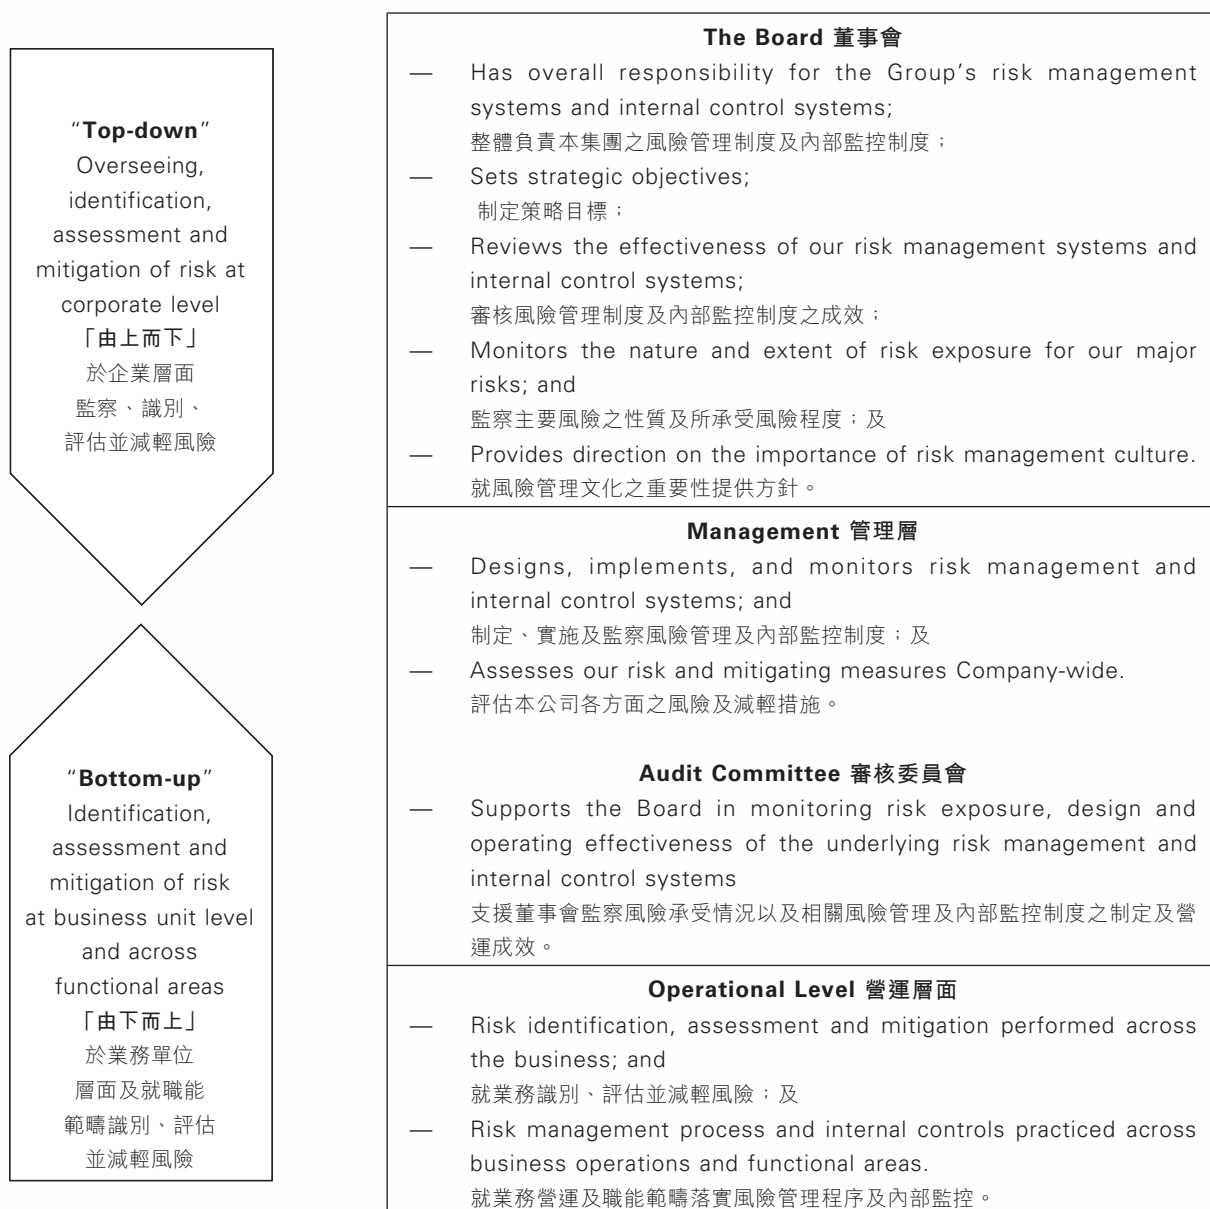 “Top-down”
Overseeing,
identification,
assessment and
mitigation of risk at
corporate level
「由上而下」
於企業層面
監察、識別、
評估並減輕風險
“Bottom-up”
Identification,
assessment and
mitigation of risk
at business unit level
and across
functional areas
「由下而上」
於業務單位
層面及就職能
範疇識別、評估
並減輕風險
The Board 董事會
— Has overall responsibility for the Group’s risk management
systems and internal control systems;
整體負責本集團之風險管理制度及內部監控制度；
— Sets strategic objectives;
制定策略目標；
— Reviews the effectiveness of our risk management systems and
internal control systems;
審核風險管理制度及內部監控制度之成效；
— Monitors the nature and extent of risk exposure for our major
risks; and
監察主要風險之性質及所承受風險程度；及
— Provides direction on the importance of risk management culture.
就風險管理文化之重要性提供方針。
Management 管理層
— Designs, implements, and monitors risk management and
internal control systems; and
制定、實施及監察風險管理及內部監控制度；及
— Assesses our risk and mitigating measures Company-wide.
評估本公司各方面之風險及減輕措施。
Audit Committee 審核委員會
— Supports the Board in monitoring risk exposure, design and
operating effectiveness of the underlying risk management and
internal control systems
支援董事會監察風險承受情況以及相關風險管理及內部監控制度之制定及營
運成效。
Operational Level 營運層面
— Risk identification, assessment and mitigation performed across
the business; and
就業務識別、評估並減輕風險；及
— Risk management process and internal controls practiced across
business operations and functional areas.
就業務營運及職能範疇落實風險管理程序及內部監控。